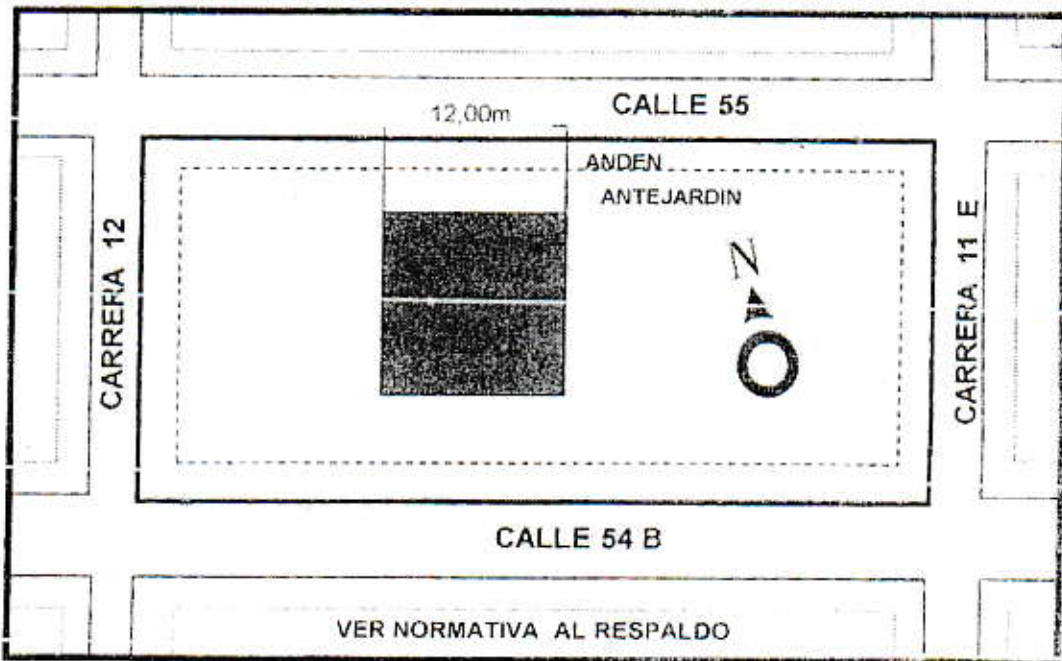 CALLE 55
12,00m
ANDEN
ANTEJARDIN
N
CARRERA 12
CARRERA 11 E
CALLE 54 B
VER NORMATIVA AL RESPALDO